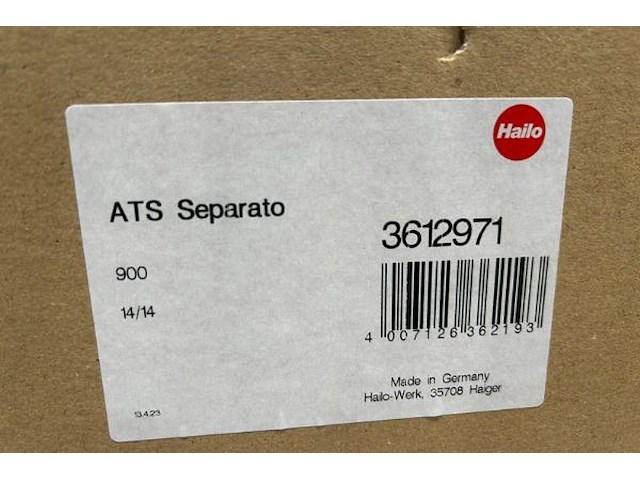 Hailo
ATS Separato
3612971
900
14/14
4 007126 362193
Made in Germany
Hailo-Werk, 35708 Haiger
13.4.23